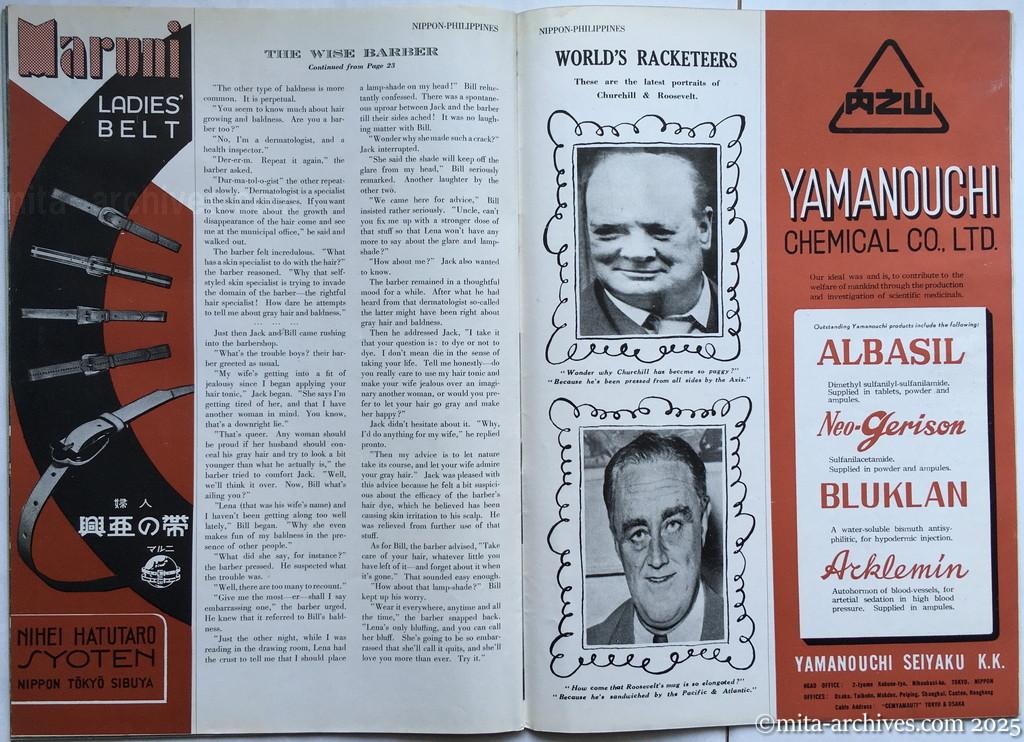 Maruni
LADIES'
BELT
婦人
興亜の帯
マルニ
NIHEI HATUTARO
SYOTEN
NIPPON TŌKYŌ SIBUYA
NIPPON-PHILIPPINES
THE WISE BARBER
Continued from Page 23
"The other type of baldness is more
common. It is perpetual.
"You seem to know much about hair
growing and baldness. Are you a bar-
ber too?"
"No, I'm a dermatologist, and a
health inspector."
"Der-er-m. Repeat it again," the
barber asked.
"Dur-ma-tol-o-gist" the other repeat-
ed slowly. "Dermatologist is a specialist
in the skin and skin diseases. If you want
to know more about the growth and
disappearance of the hair come and see
me at the municipal office," he said and
walked out.
The barber felt incredulous. "What
has a skin specialist to do with the hair?"
the barber reasoned. "Why that self-
styled skin specialist is trying to invade
the domain of the barber—the rightful
hair specialist! How dare he attempts
to tell me about gray hair and baldness."
... ... ...
Just then Jack and Bill came rushing
into the barbershop.
"What's the trouble boys? their bar-
ber greeted as usual.
"My wife's getting into a fit of
jealousy since I began applying your
hair tonic," Jack began. "She says I'm
getting tired of her, and that I have
another woman in mind. You know,
that's a downright lie."
"That's queer. Any woman should
be proud if her husband should con-
ceal his gray hair and try to look a bit
younger than what he actually is," the
barber tried to comfort Jack. "Well,
we'll think it over. Now, Bill what's
ailing you?"
"Lena (that was his wife's name) and
I haven't been getting along too well
lately," Bill began. "Why she even
makes fun of my baldness in the pre-
sence of other people."
"What did she say, for instance?"
the barber pressed. He suspected what
the trouble was.
"Well, there are too many to recount."
"Give me the most—er—shall I say
embarrassing one," the barber urged.
He knew that it referred to Bill's bald-
ness.
"Just the other night, while I was
reading in the drawing room, Lena had
the crust to tell me that I should place
a lamp-shade on my head!" Bill reluc-
tantly confessed. There was a spontane-
ous uproar between Jack and the barber
till their sides ached! It was no laugh-
ing matter with Bill.
"Wonder why she made such a crack?"
Jack interrupted.
"She said the shade will keep off the
glare from my head," Bill seriously
remarked. Another laughter by the
other two.
"We came here for advice," Bill
insisted rather seriously. "Uncle, can't
you fix me up with a stronger dose of
that stuff so that Lena won't have any
more to say about the glare and lamp-
shade?"
"How about me?" Jack also wanted
to know.
The barber remained in a thoughtful
mood for a while. After what he had
heard from that dermatologist so-called
the latter might have been right about
gray hair and baldness.
Then he addressed Jack, "I take it
that your question is: to dye or not to
dye. I don't mean die in the sense of
taking your life. Tell me honestly—do
you really care to use my hair tonic and
make your wife jealous over an imagi-
nary another woman, or would you pre-
fer to let your hair go gray and make
her happy?"
Jack didn't hesitate about it. "Why,
I'd do anything for my wife," he replied
pronto.
"Then my advice is to let nature
take its course, and let your wife admire
your gray hair." Jack was pleased with
this advice because he felt a bit suspici-
ous about the efficacy of the barber's
hair dye, which he believed has been
causing skin irritation to his scalp. He
was relieved from further use of that
stuff.
As for Bill, the barber advised, "Take
care of your hair, whatever little you
have left of it—and forget about it when
it's gone." That sounded easy enough.
"How about that lamp-shade?" Bill
kept up his worry.
"Wear it everywhere, anytime and all
the time," the barber snapped back.
"Lena's only bluffing, and you can call
her bluff. She's going to be so embar-
rassed that she'll call it quits, and she'll
love you more than ever. Try it."
NIPPON-PHILIPPINES
WORLD'S RACKETEERS
These are the latest portraits of
Churchill & Roosevelt.
"Wonder why Churchill has become so paggy?"
"Because he's been pressed from all sides by the Axis."
"How come that Roosevelt's mug is so elongated?"
"Because he's sandwiched by the Pacific & Atlantic."
山之内
YAMANOUCHI
CHEMICAL CO., LTD.
Our ideal was and is, to contribute to the
welfare of mankind through the production
and investigation of scientific medicinals.
Outstanding Yamanouchi products include the following:
ALBASIL
Dimethyl sulfanilyl-sulfanilamide.
Supplied in tablets, powder and
ampules.
Neo-Gerison
Sulfanilacetamide.
Supplied in powder and ampules.
BLUKLAN
A water-soluble bismuth antisy-
philitic, for hypodermic injection.
Arklemin
Autohormon of blood-vessels, for
artetial sedation in high blood
pressure. Supplied in ampules.
YAMANOUCHI SEIYAKU K.K.
HEAD OFFICE: 2-tyome Kobune-tyo, Nihonbasi-ku, TOKYO, NIPPON
OFFICES: Osaka, Taihoku, Mukden, Peiping, Shanghai, Canton, Hongkong
Cable Address: "CEMYAMAUTI" TOKYO & OSAKA
©mita-archives.com 2025